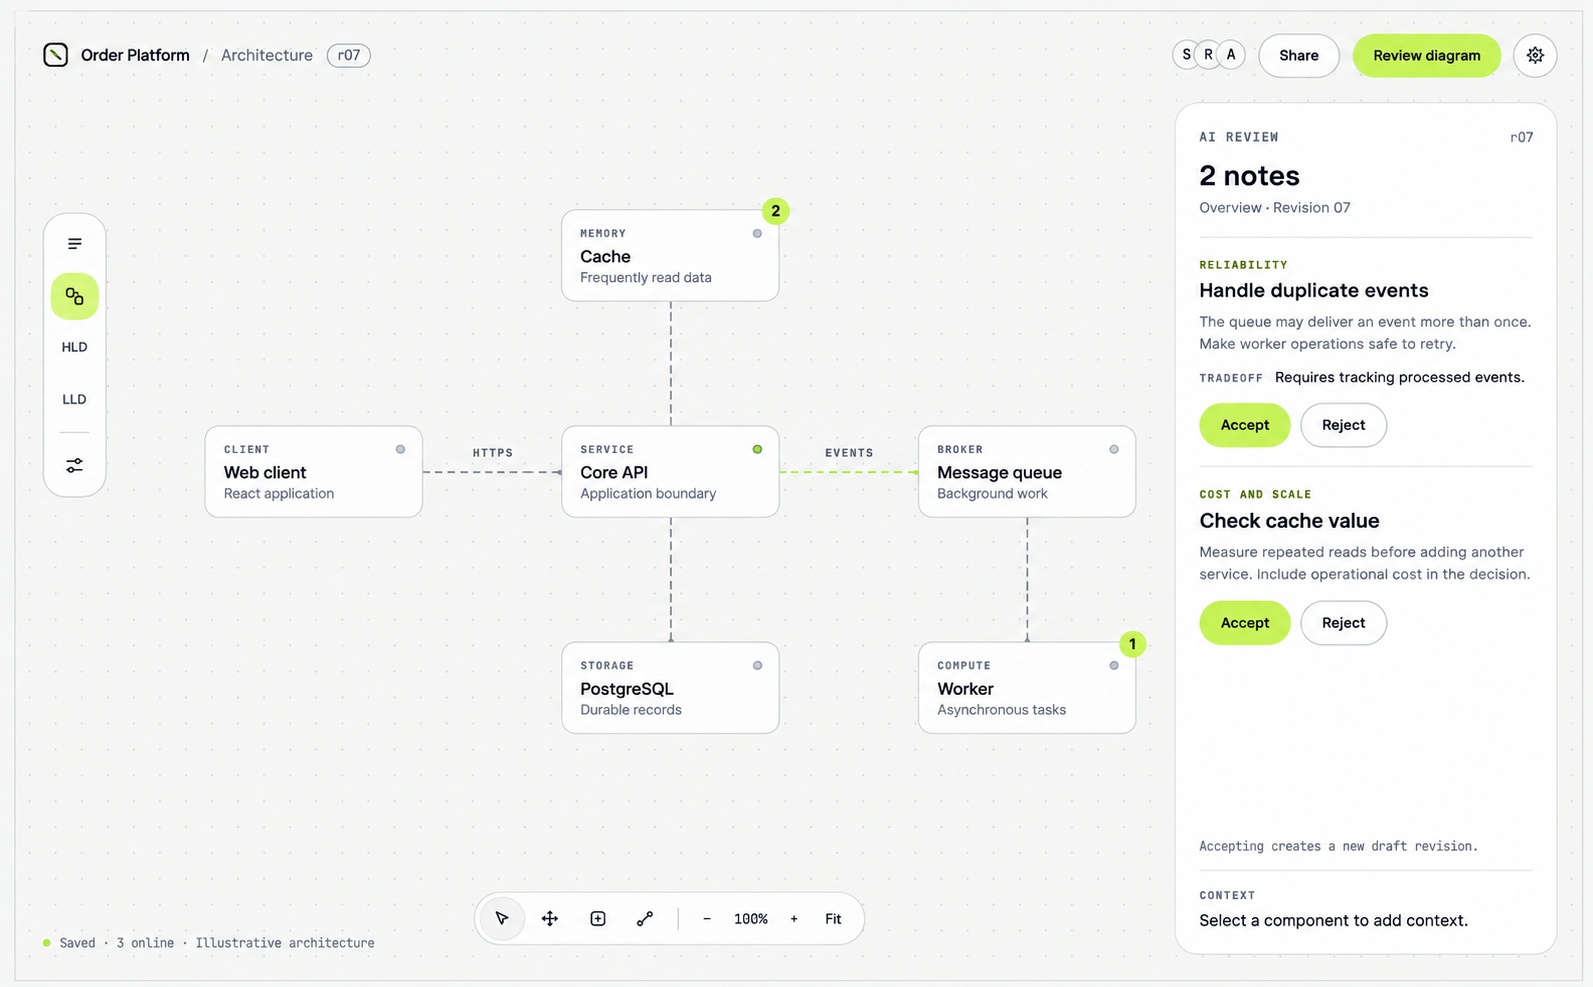 Order Platform / Architecture r07
S R A Share Review diagram
HLD
LLD
2
MEMORY
Cache
Frequently read data
CLIENT
Web client
React application
HTTPS
SERVICE
Core API
Application boundary
EVENTS
BROKER
Message queue
Background work
STORAGE
PostgreSQL
Durable records
1
COMPUTE
Worker
Asynchronous tasks
AI REVIEW r07
2 notes
Overview · Revision 07
RELIABILITY
Handle duplicate events
The queue may deliver an event more than once.
Make worker operations safe to retry.
TRADEOFF Requires tracking processed events.
Accept Reject
COST AND SCALE
Check cache value
Measure repeated reads before adding another
service. Include operational cost in the decision.
Accept Reject
Accepting creates a new draft revision.
CONTEXT
Select a component to add context.
− 100% + Fit
Saved · 3 online · Illustrative architecture